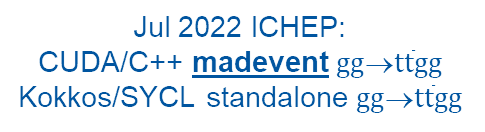 Jul 2022 ICHEP:
CUDA/C++ madevent gg→tt̄gg
Kokkos/SYCL standalone gg→tt̄gg